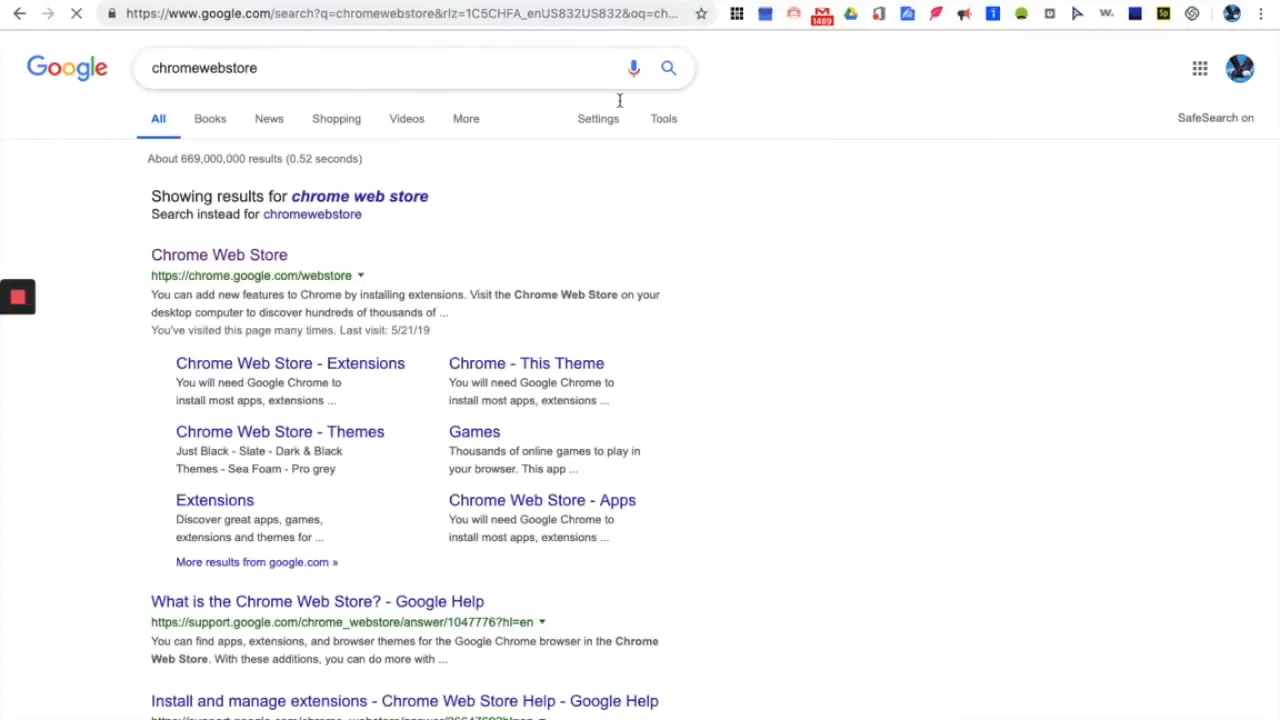 https://www.google.com/search?q=chromewebstore&rlz=1C5CHFA_enUS832US832&oq=ch...
1489
Sp
W.
Google
chromewebstore
All Books News Shopping Videos More Settings Tools
SafeSearch on
About 669,000,000 results (0.52 seconds)
Showing results for chrome web store
Search instead for chromewebstore
Chrome Web Store
https://chrome.google.com/webstore
You can add new features to Chrome by installing extensions. Visit the Chrome Web Store on your
desktop computer to discover hundreds of thousands of ...
You've visited this page many times. Last visit: 5/21/19
Chrome Web Store - Extensions
You will need Google Chrome to
install most apps, extensions ...
Chrome - This Theme
You will need Google Chrome to
install most apps, extensions ...
Chrome Web Store - Themes
Just Black - Slate - Dark & Black
Themes - Sea Foam - Pro grey
Games
Thousands of online games to play in
your browser. This app ...
Extensions
Discover great apps, games,
extensions and themes for ...
Chrome Web Store - Apps
You will need Google Chrome to
install most apps, extensions ...
More results from google.com »
What is the Chrome Web Store? - Google Help
https://support.google.com/chrome_webstore/answer/1047776?hl=en
You can find apps, extensions, and browser themes for the Google Chrome browser in the Chrome
Web Store. With these additions, you can do more with ...
Install and manage extensions - Chrome Web Store Help - Google Help